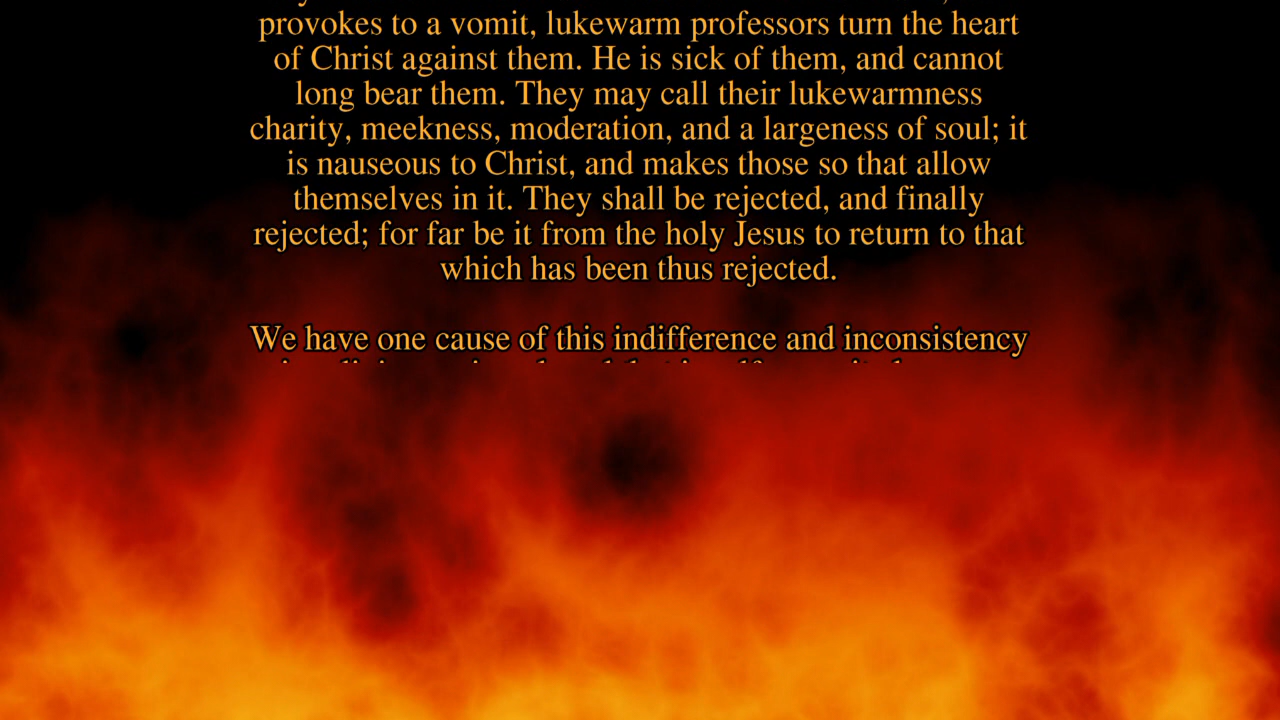 provokes to a vomit, lukewarm professors turn the heart
of Christ against them. He is sick of them, and cannot
long bear them. They may call their lukewarmness
charity, meekness, moderation, and a largeness of soul; it
is nauseous to Christ, and makes those so that allow
themselves in it. They shall be rejected, and finally
rejected; for far be it from the holy Jesus to return to that
which has been thus rejected.
We have one cause of this indifference and inconsistency